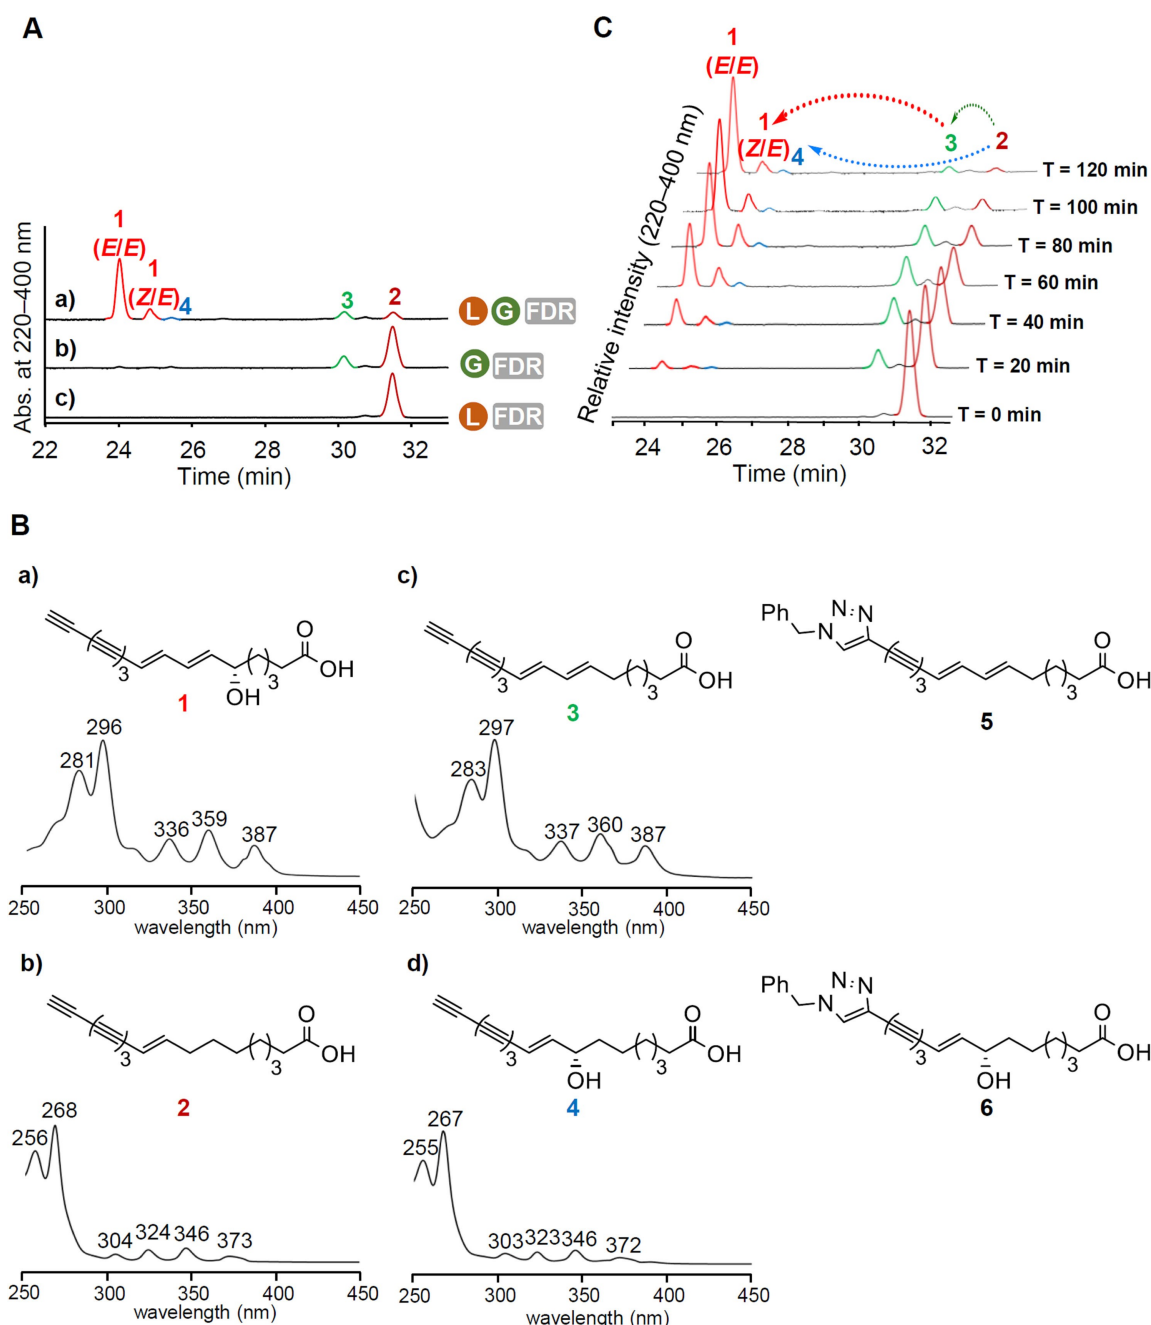 A
Abs. at 220–400 nm
1
(E/E)
1
(Z/E)
4
3
2
a)
L G FDR
b)
G FDR
c)
L FDR
22 24 26 28 30 32
Time (min)
C
Relative intensity (220–400 nm)
1
(E/E)
1
(Z/E)
4
3
2
T = 120 min
T = 100 min
T = 80 min
T = 60 min
T = 40 min
T = 20 min
T = 0 min
24 26 28 30 32
Time (min)
B
a)
3
OH
3
O
OH
1
281
296
336
359
387
250 300 350 400 450
wavelength (nm)
c)
3
3
O
OH
3
283
297
337
360
387
250 300 350 400 450
wavelength (nm)
Ph
N
N
N
3
3
O
OH
5
b)
3
3
O
OH
2
256
268
304
324
346
373
250 300 350 400 450
wavelength (nm)
d)
3
OH
3
O
OH
4
255
267
303
323
346
372
250 300 350 400 450
wavelength (nm)
Ph
N
N
N
3
OH
3
O
OH
6